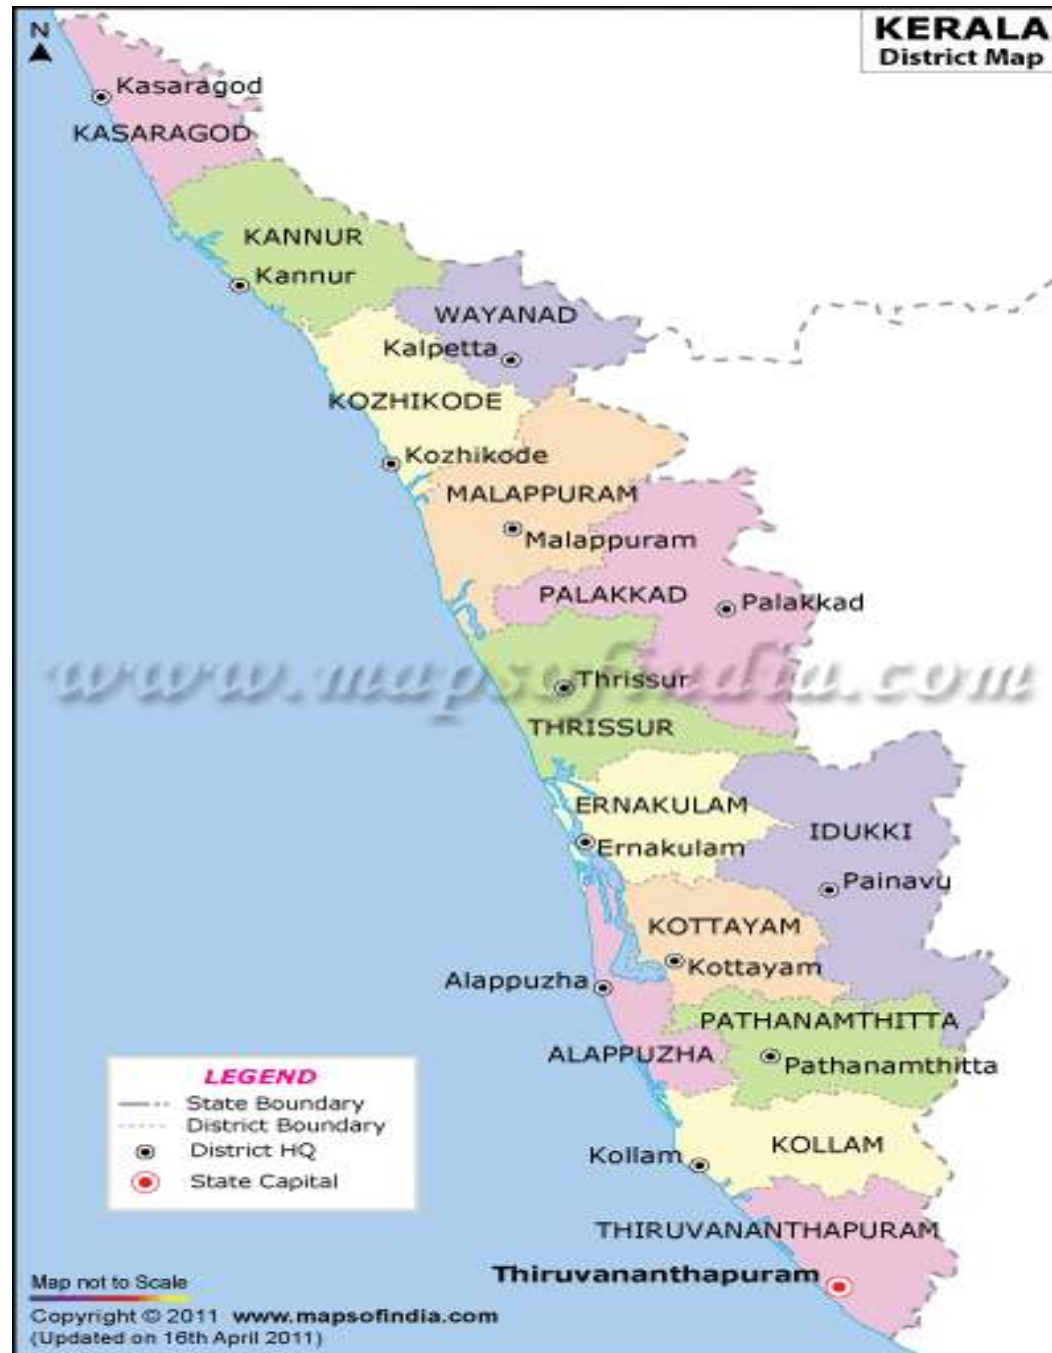 N
KERALA
District Map
Kasaragod
KASARAGOD
KANNUR
Kannur
WAYANAD
Kalpetta
KOZHIKODE
Kozhikode
MALAPPURAM
Malappuram
PALAKKAD
Palakkad
www.mapsofindia.com
Thrissur
THRISSUR
ERNAKULAM
IDUKKI
Ernakulam
Painavu
KOTTAYAM
Kottayam
Alappuzha
PATHANAMTHITTA
ALAPPUZHA
Pathanamthitta
LEGEND
State Boundary
District Boundary
District HQ
State Capital
KOLLAM
Kollam
THIRUVANANTHAPURAM
Thiruvananthapuram
Map not to Scale
Copyright © 2011 www.mapsofindia.com
(Updated on 16th April 2011)